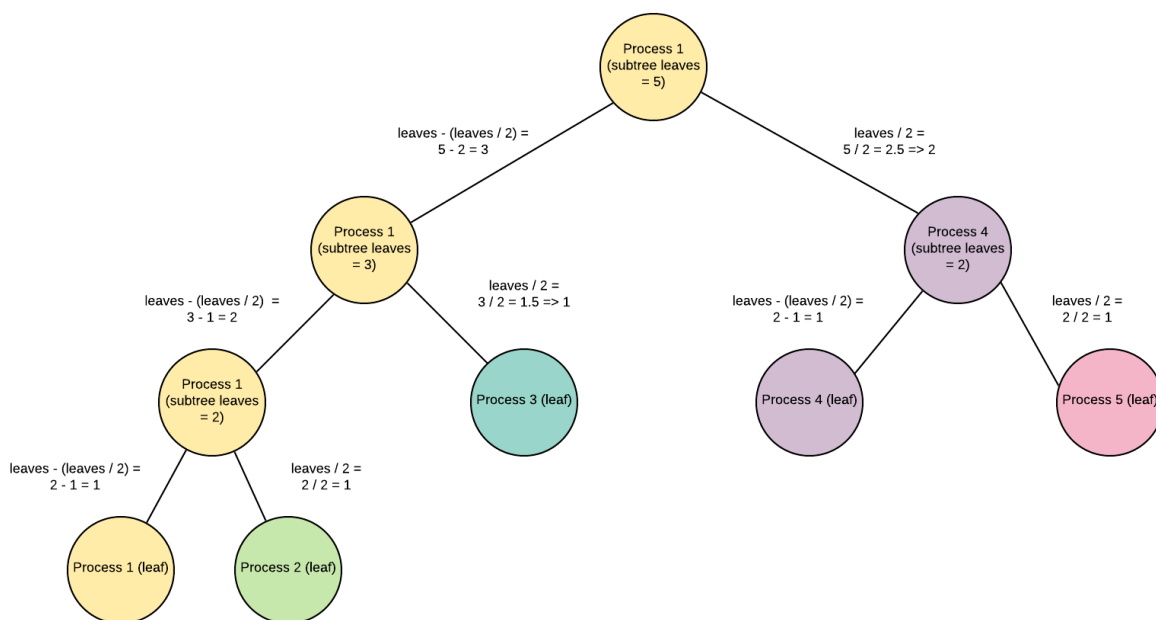 Process 1
(subtree leaves
= 5)
leaves - (leaves / 2) =
5 - 2 = 3
leaves / 2 =
5 / 2 = 2.5 => 2
Process 1
(subtree leaves
= 3)
Process 4
(subtree leaves
= 2)
leaves - (leaves / 2)  =
3 - 1 = 2
leaves / 2 =
3 / 2 = 1.5 => 1
leaves - (leaves / 2) =
2 - 1 = 1
leaves / 2 =
2 / 2 = 1
Process 1
(subtree leaves
= 2)
Process 3 (leaf)
Process 4 (leaf)
Process 5 (leaf)
leaves - (leaves / 2) =
2 - 1 = 1
leaves / 2 =
2 / 2 = 1
Process 1 (leaf)
Process 2 (leaf)